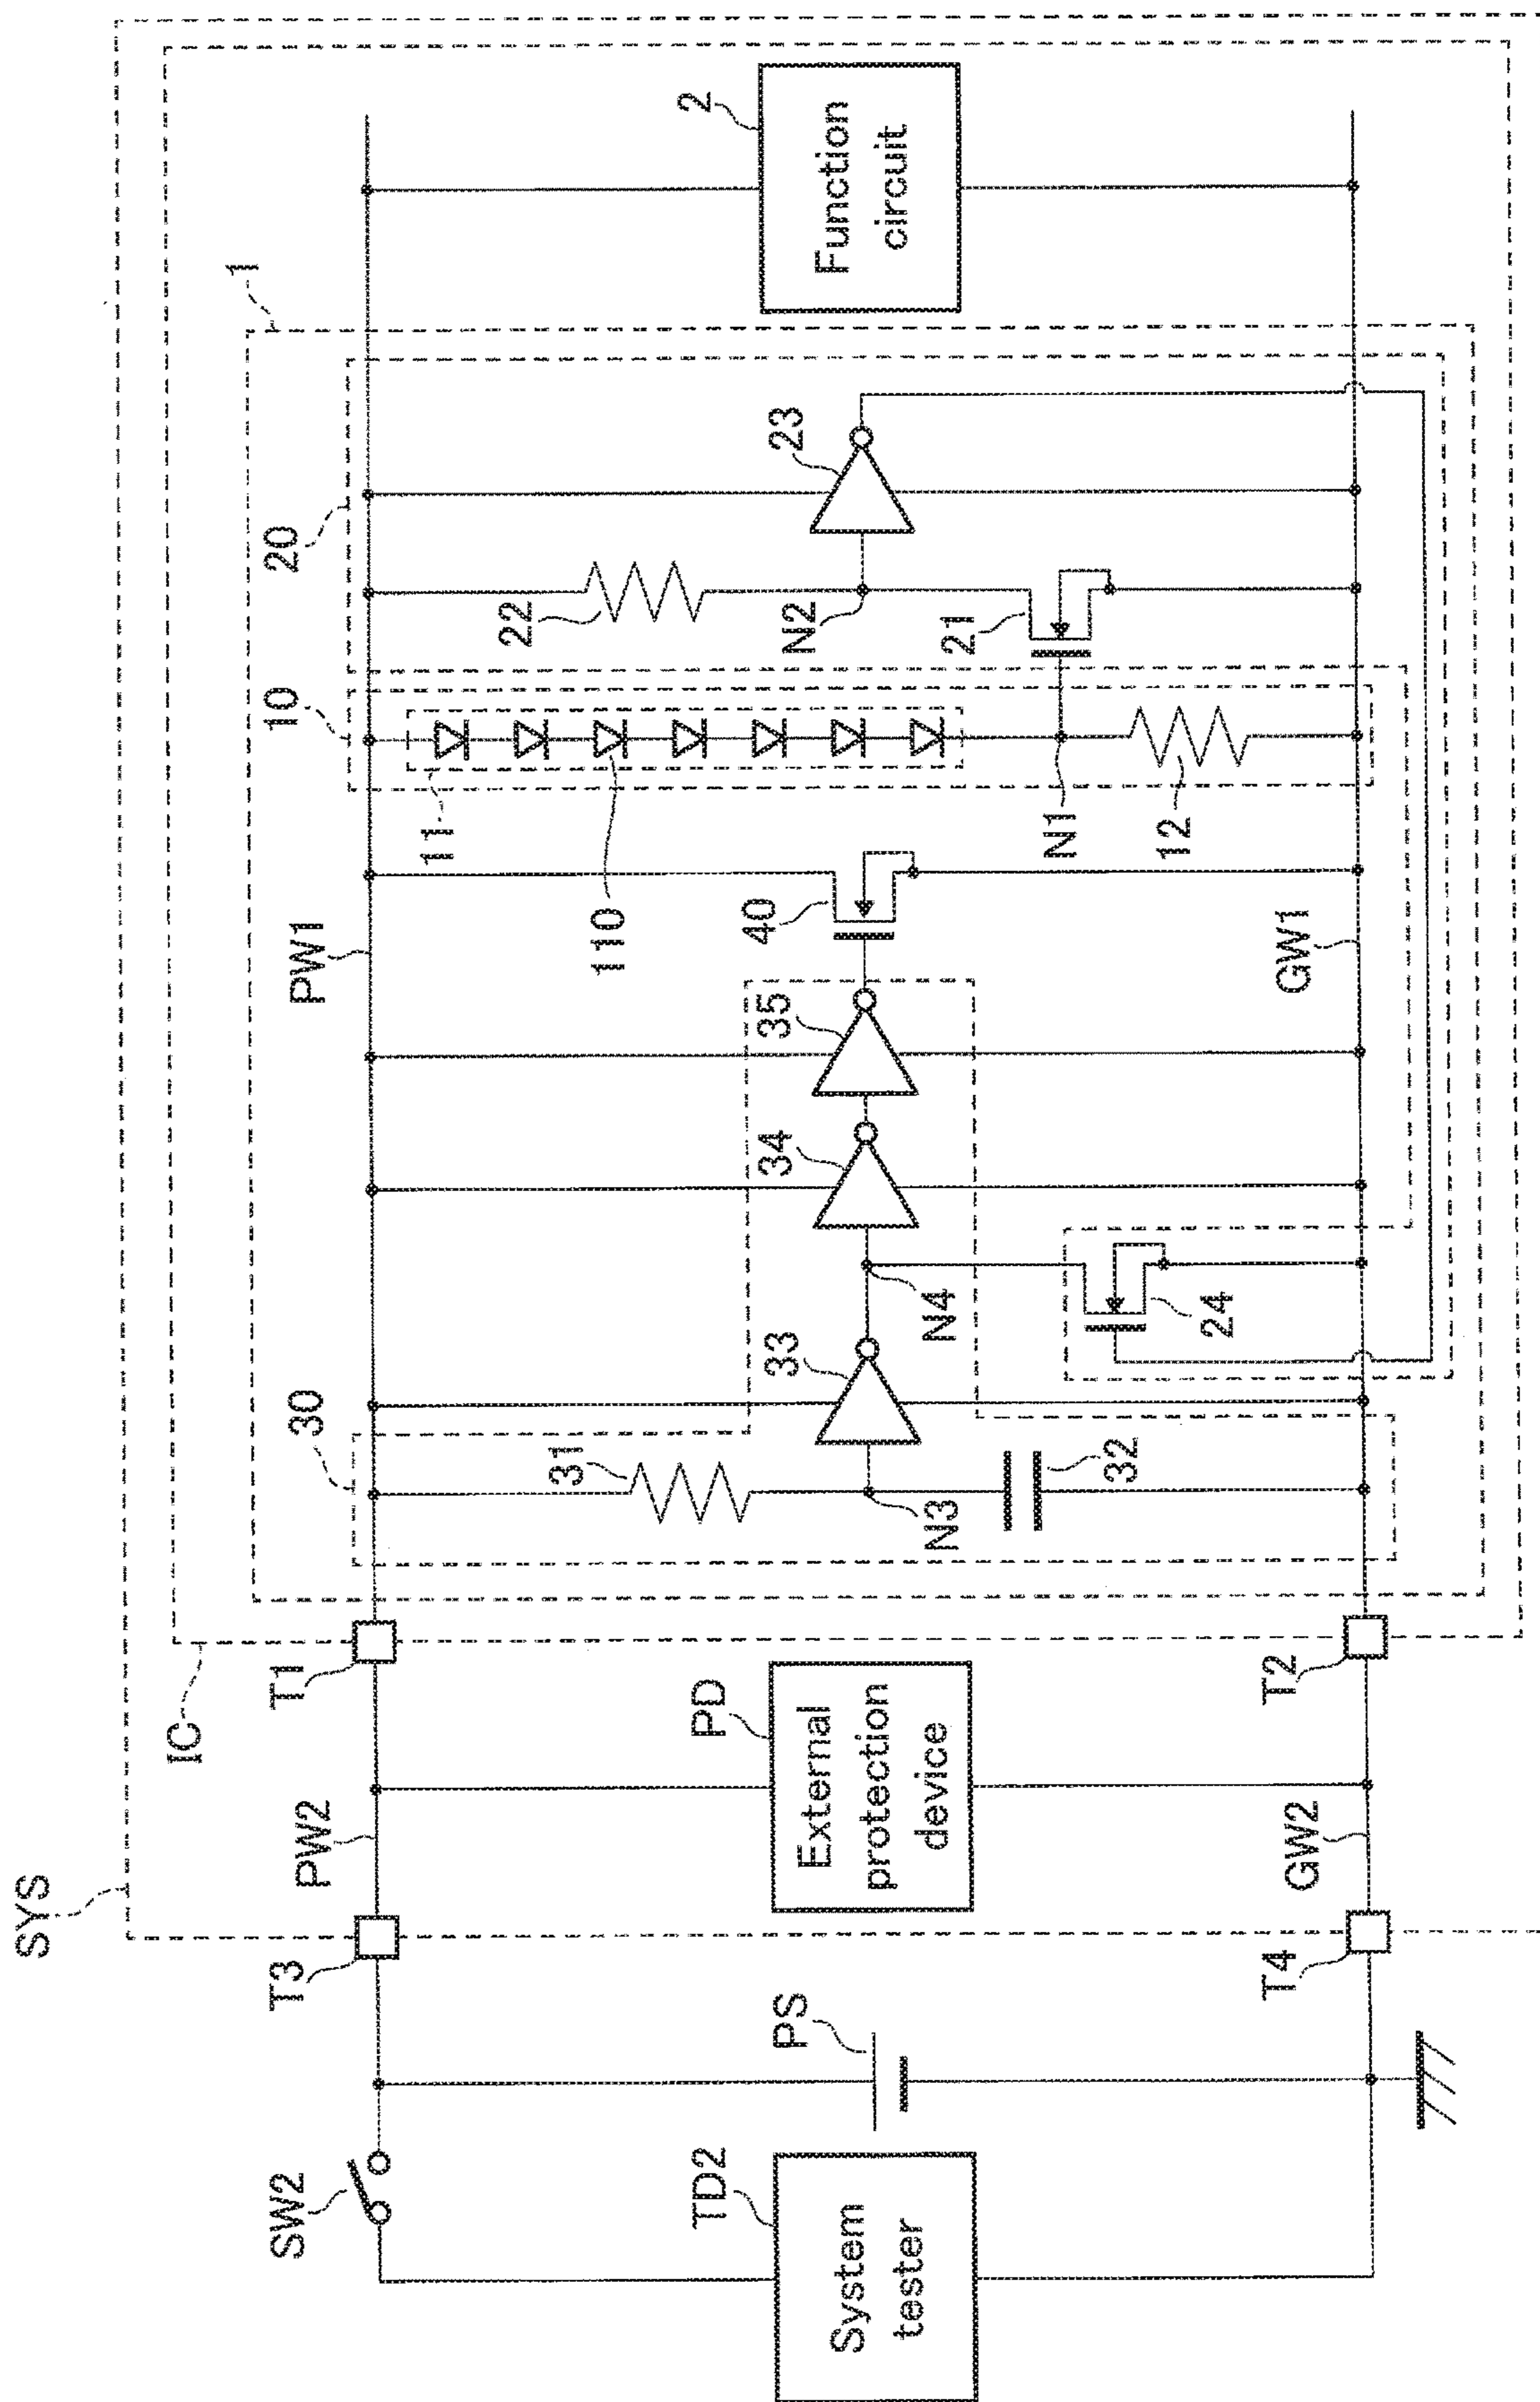 SYS
IC
1
SW2
T3
PW2
T1
30
PW1
10
20
2
31
11
22
110
System
tester
TD2
PS
External
protection
device
PD
33
34
35
40
N2
23
Function
circuit
N3
N4
21
32
N1
24
12
T4
GW2
T2
GW1